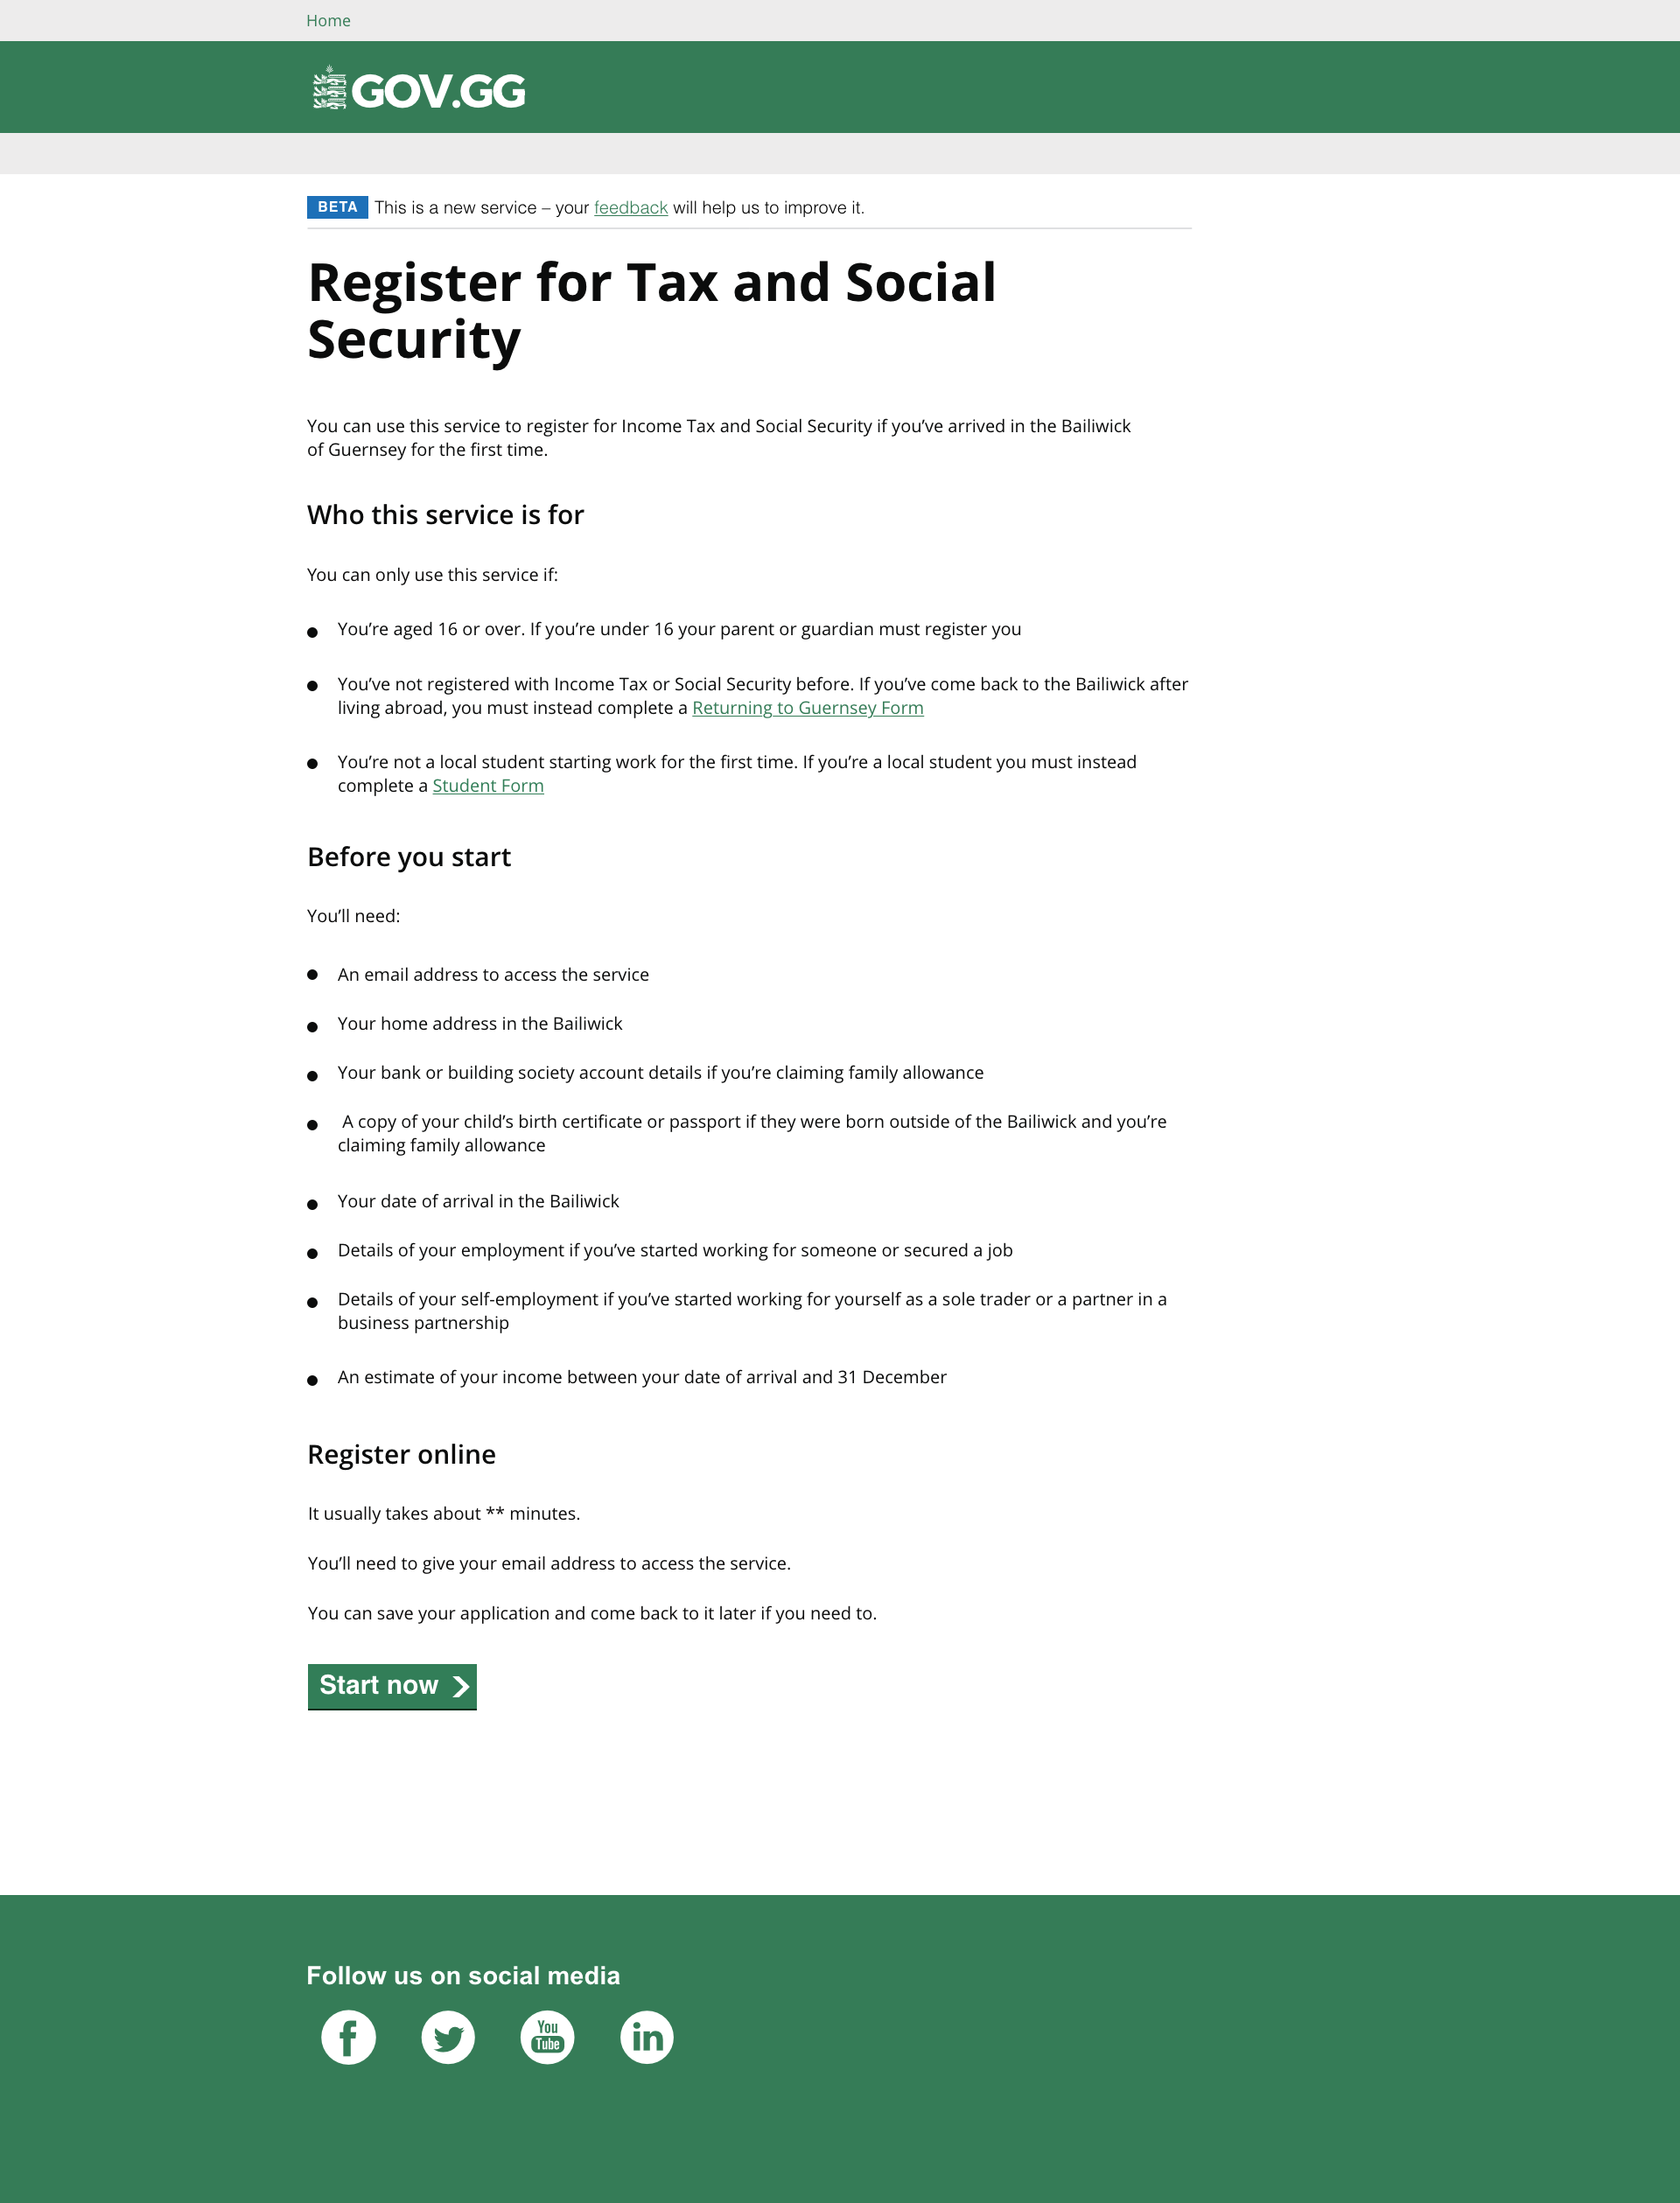 Home
GOV.GG
BETA This is a new service – your feedback will help us to improve it.
Register for Tax and Social
Security
You can use this service to register for Income Tax and Social Security if you’ve arrived in the Bailiwick
of Guernsey for the first time.
Who this service is for
You can only use this service if:
● You’re aged 16 or over. If you’re under 16 your parent or guardian must register you
● You’ve not registered with Income Tax or Social Security before. If you’ve come back to the Bailiwick after
living abroad, you must instead complete a Returning to Guernsey Form
● You’re not a local student starting work for the first time. If you’re a local student you must instead
complete a Student Form
Before you start
You’ll need:
● An email address to access the service
● Your home address in the Bailiwick
● Your bank or building society account details if you’re claiming family allowance
● A copy of your child’s birth certificate or passport if they were born outside of the Bailiwick and you’re
claiming family allowance
● Your date of arrival in the Bailiwick
● Details of your employment if you’ve started working for someone or secured a job
● Details of your self-employment if you’ve started working for yourself as a sole trader or a partner in a
business partnership
● An estimate of your income between your date of arrival and 31 December
Register online
It usually takes about ** minutes.
You’ll need to give your email address to access the service.
You can save your application and come back to it later if you need to.
Start now
Follow us on social media
f You Tube in